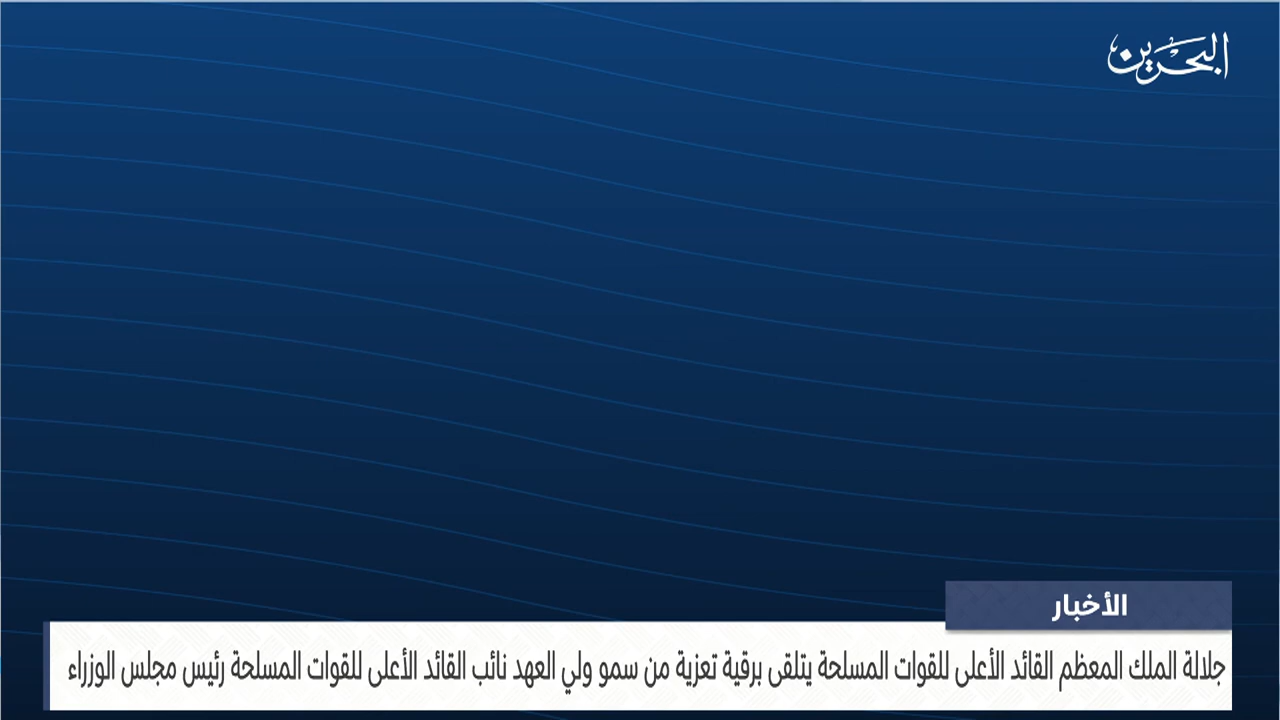 البحرين
الأخبار
جلالة الملك المعظم القائد الأعلى للقوات المسلحة يتلقى برقية تعزية من سمو ولي العهد نائب القائد الأعلى للقوات المسلحة رئيس مجلس الوزراء